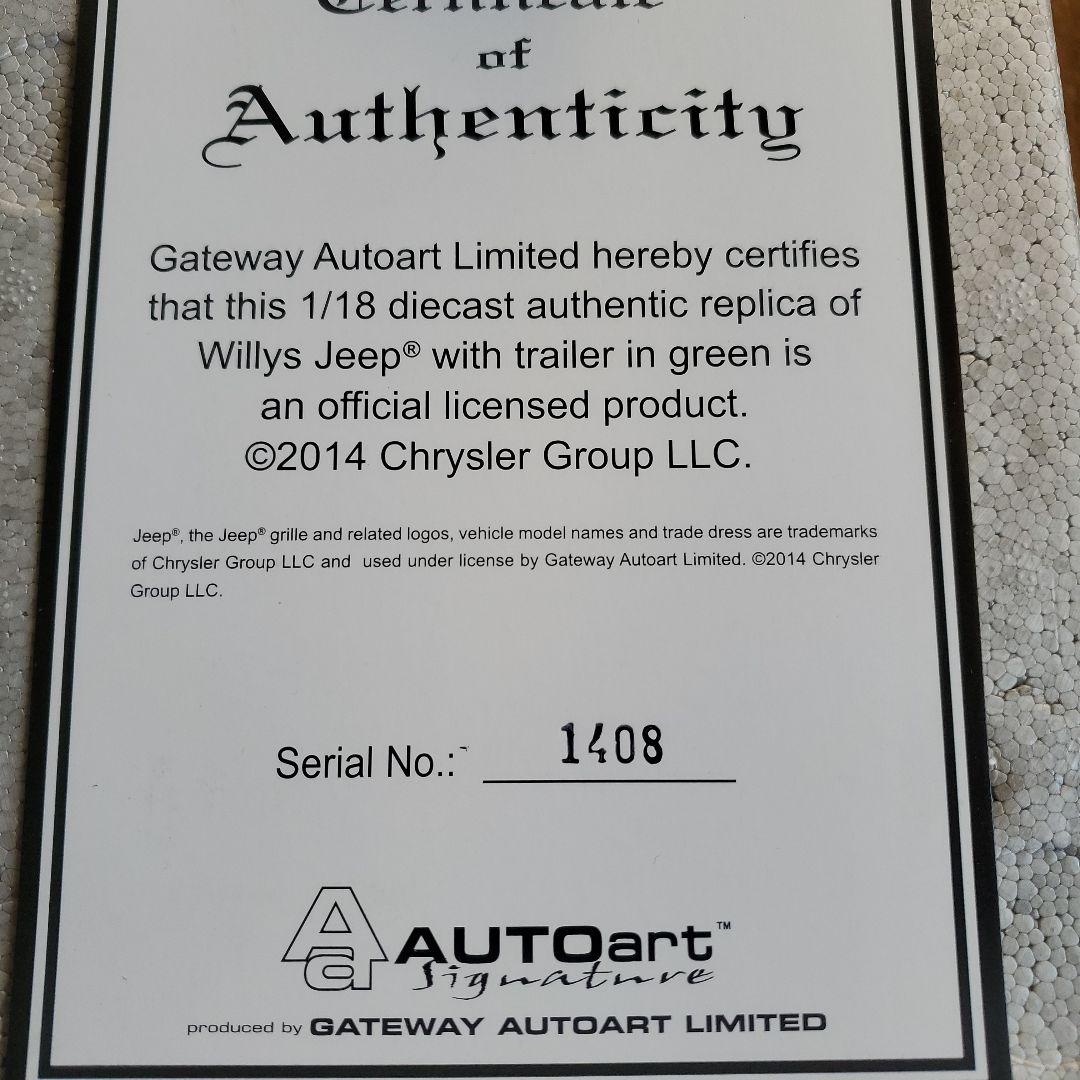 Certificate
of
Authenticity
Gateway Autoart Limited hereby certifies
that this 1/18 diecast authentic replica of
Willys Jeep® with trailer in green is
an official licensed product.
©2014 Chrysler Group LLC.
Jeep®, the Jeep® grille and related logos, vehicle model names and trade dress are trademarks
of Chrysler Group LLC and used under license by Gateway Autoart Limited. ©2014 Chrysler
Group LLC.
Serial No.: 1408
Aa AUTOart™
Signature
produced by GATEWAY AUTOART LIMITED